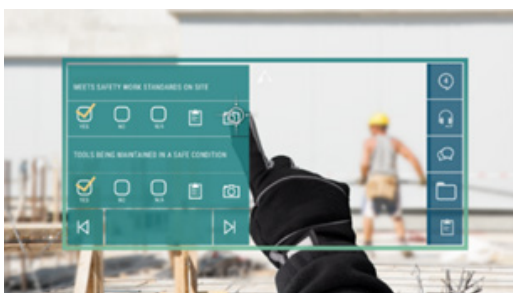 MEETS SAFETY WORK STANDARDS ON SITE
YES NO N/A
TOOLS BEING MAINTAINED IN A SAFE CONDITION
YES NO N/A